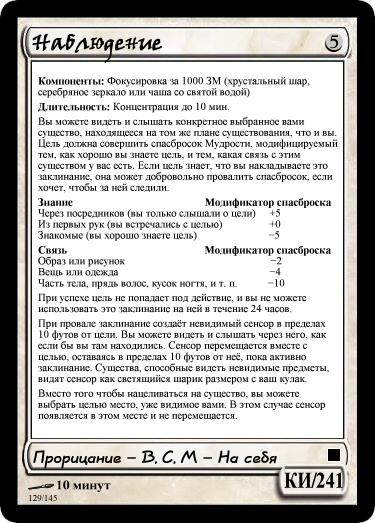 Наблюдение
5
Компоненты: Фокусировка за 1000 ЗМ (хрустальный шар,
серебряное зеркало или чаша со святой водой)
Длительность: Концентрация до 10 мин.
Вы можете видеть и слышать конкретное выбранное вами
существо, находящееся на том же плане существования, что и вы.
Цель должна совершить спасбросок Мудрости, модифицируемый
тем, как хорошо вы знаете цель, и тем, какая связь с этим
существом у вас есть. Если цель знает, что вы накладываете это
заклинание, она может добровольно провалить спасбросок, если
хочет, чтобы за ней следили.
Знание Модификатор спасброска
Через посредников (вы только слышали о цели) +5
Из первых рук (вы встречались с целью) +0
Знакомые (вы хорошо знаете цель) −5
Связь Модификатор спасброска
Образ или рисунок −2
Вещь или одежда −4
Часть тела, прядь волос, кусок ногтя, и т. п. −10
При успехе цель не попадает под действие, и вы не можете
использовать это заклинание на ней в течение 24 часов.
При провале заклинание создаёт невидимый сенсор в пределах
10 футов от цели. Вы можете видеть и слышать через него, как
если бы вы там находились. Сенсор перемещается вместе с
целью, оставаясь в пределах 10 футов от неё, пока активно
заклинание. Существа, способные видеть невидимые предметы,
видят сенсор как светящийся шарик размером с ваш кулак.
Вместо того чтобы нацеливаться на существо, вы можете
выбрать целью место, уже видимое вами. В этом случае сенсор
появляется в этом месте и не перемещается.
Прорицание – В, С, М – На себя
10 минут
КИ/241
129/145